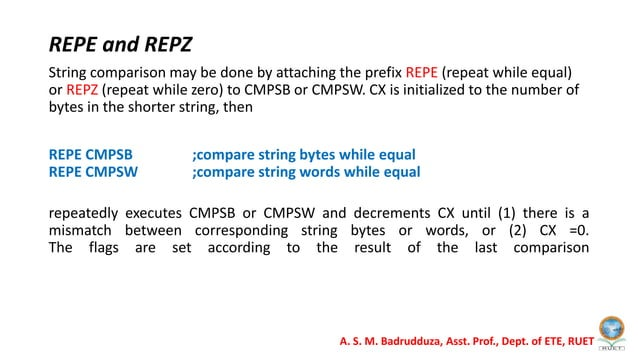 REPE and REPZ
String comparison may be done by attaching the prefix REPE (repeat while equal)
or REPZ (repeat while zero) to CMPSB or CMPSW. CX is initialized to the number of
bytes in the shorter string, then
REPE CMPSB ;compare string bytes while equal
REPE CMPSW ;compare string words while equal
repeatedly executes CMPSB or CMPSW and decrements CX until (1) there is a
mismatch between corresponding string bytes or words, or (2) CX =0.
The flags are set according to the result of the last comparison
A. S. M. Badrudduza, Asst. Prof., Dept. of ETE, RUET
RUET